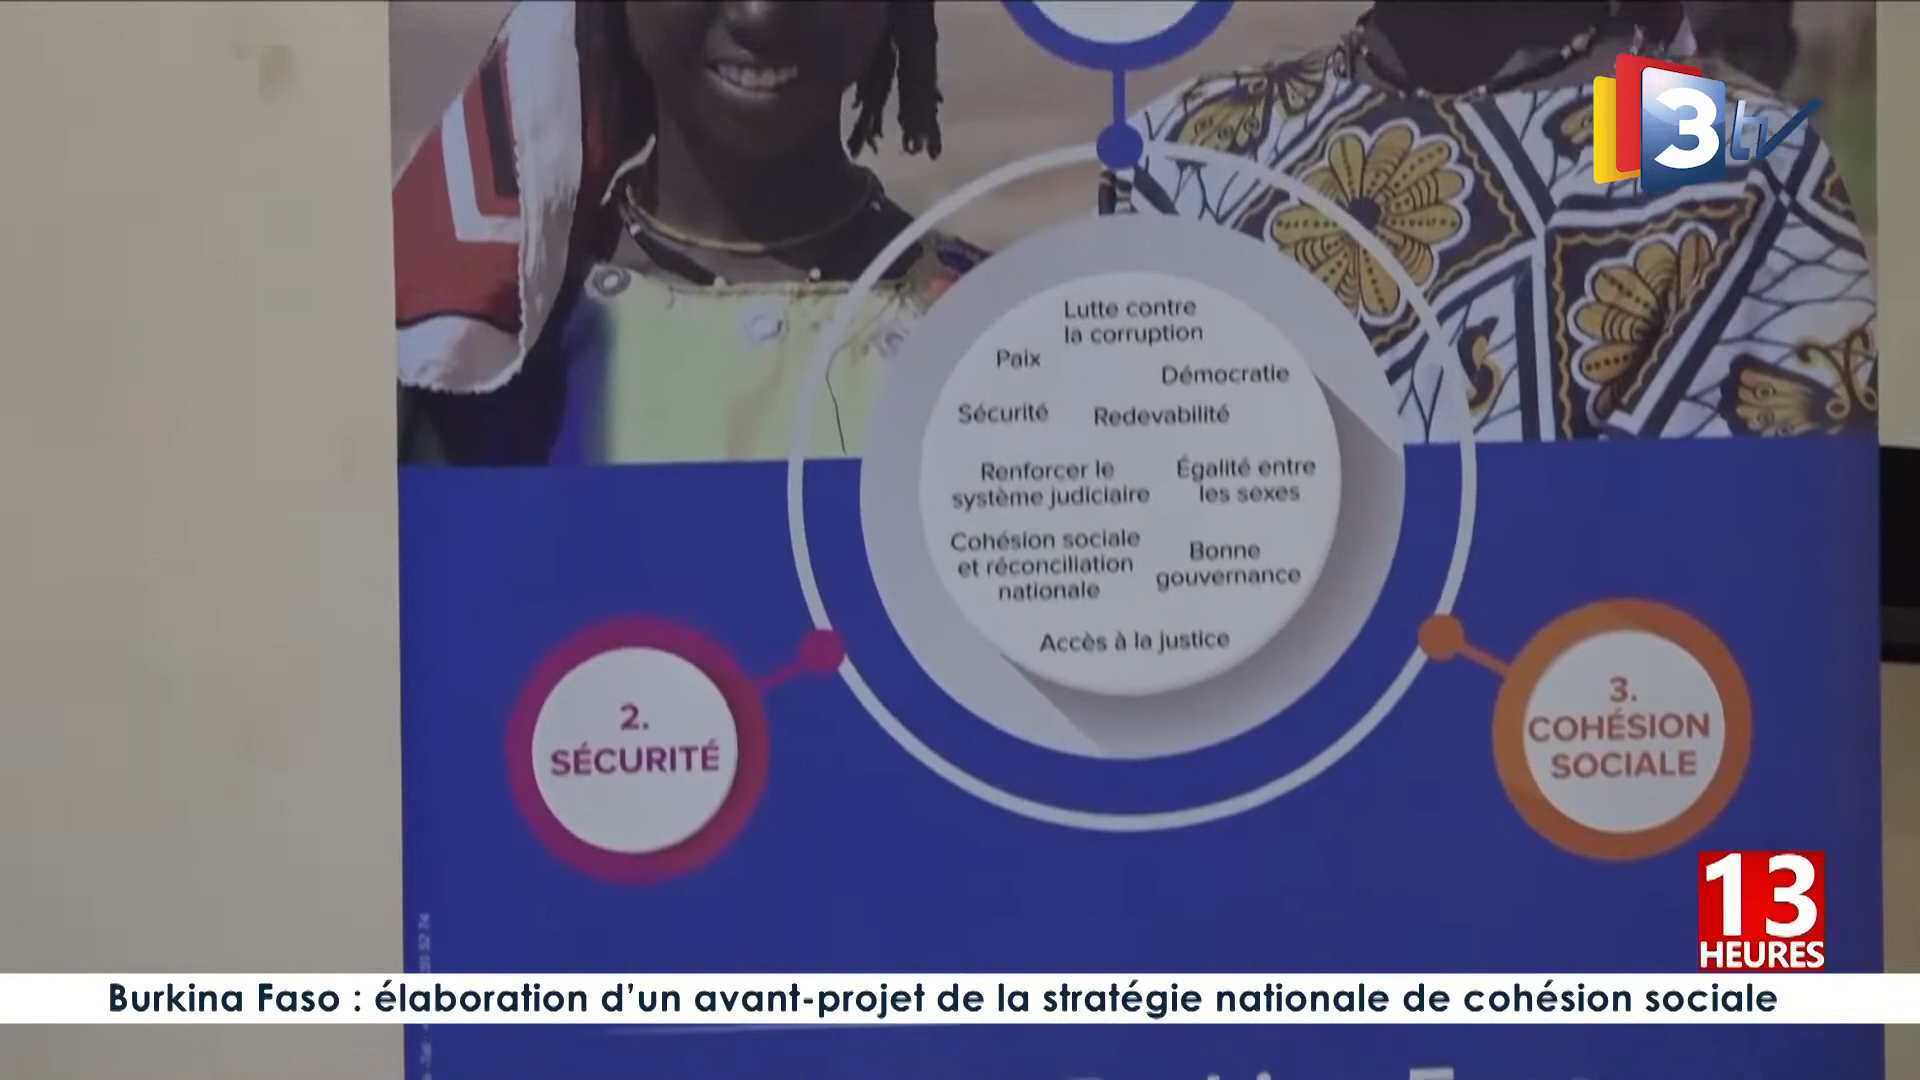 3tv
Lutte contre
la corruption
Paix
Démocratie
Sécurité
Redevabilité
Renforcer le
système judiciaire
Égalité entre
les sexes
Cohésion sociale
et réconciliation
nationale
Bonne
gouvernance
Accès à la justice
2.
SÉCURITÉ
3.
COHÉSION
SOCIALE
13
HEURES
Burkina Faso : élaboration d'un avant-projet de la stratégie nationale de cohésion sociale